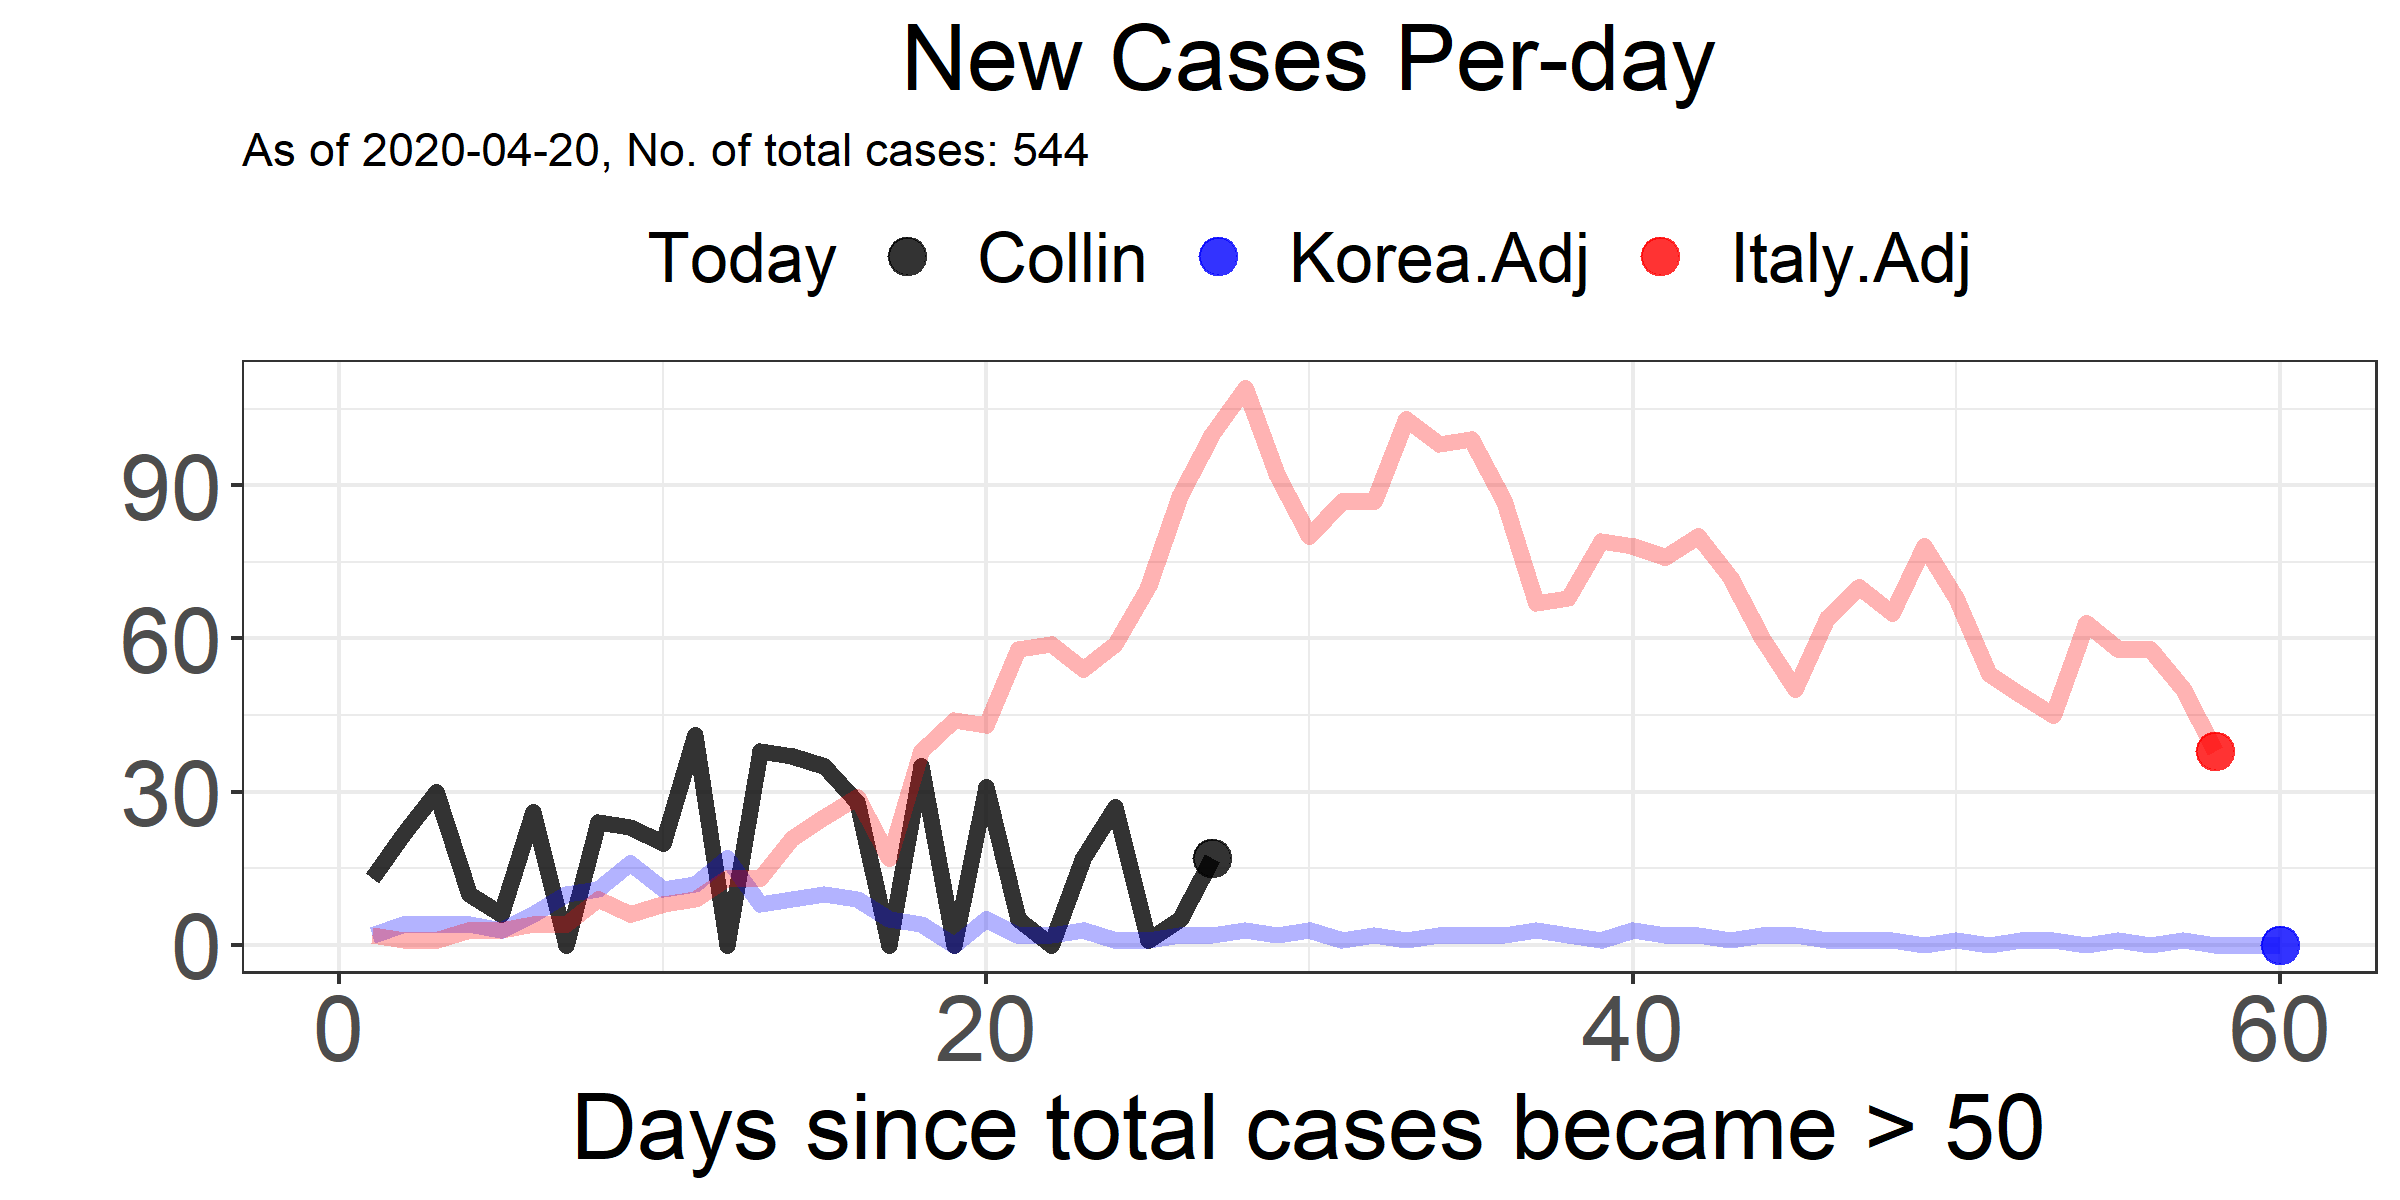 New Cases Per-day
As of 2020-04-20, No. of total cases: 544
Today Collin Korea.Adj Italy.Adj
90
60
30
0
0 20 40 60
Days since total cases became > 50